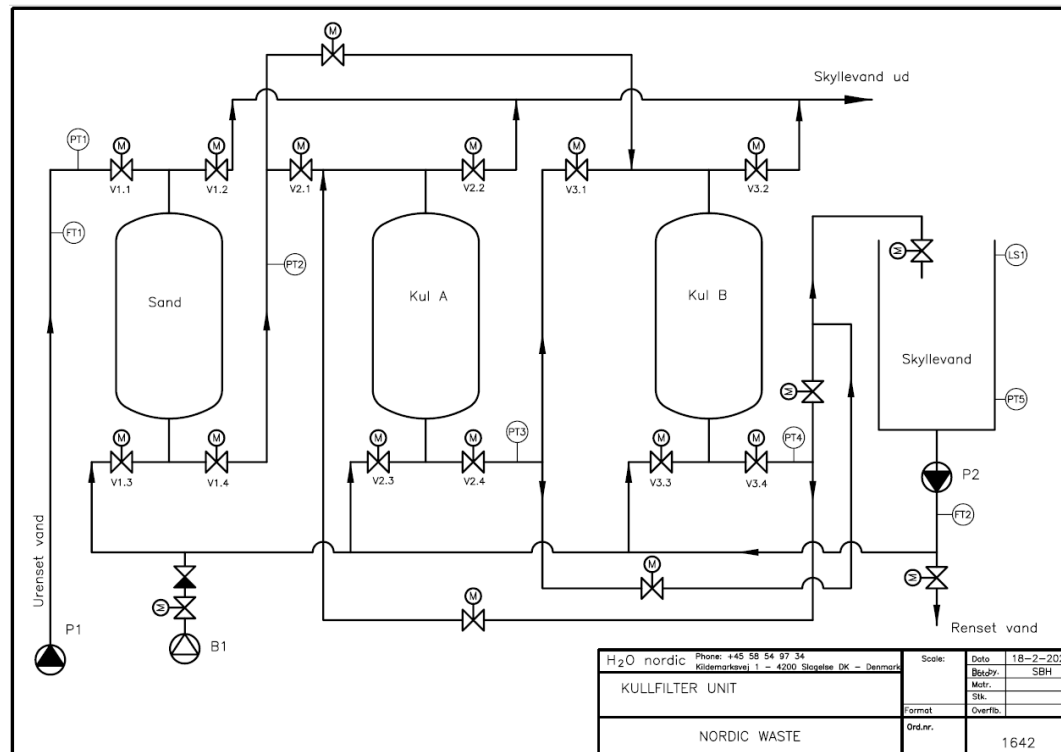 M
Skyllevand ud
PT1
M
M
M
M
M
M
V1.1
V1.2
V2.1
V2.2
V3.1
V3.2
FT1
PT2
M
LS1
Sand
Kul A
Kul B
Skyllevand
M
PT5
M
M
M
M
PT3
M
M
PT4
V1.3
V1.4
V2.3
V2.4
V3.3
V3.4
P2
FT2
Urenset vand
M
M
M
M
P1
B1
Renset vand
H2O nordic Phone: +45 58 54 97 34
Kildemarksvej 1 - 4200 Slagelse DK - Denmark
Scale:
Dato 18-2-202
SBH
KULLFILTER UNIT
Matr.
Stk.
Format
Overflb.
NORDIC WASTE
Ord.nr.
1642